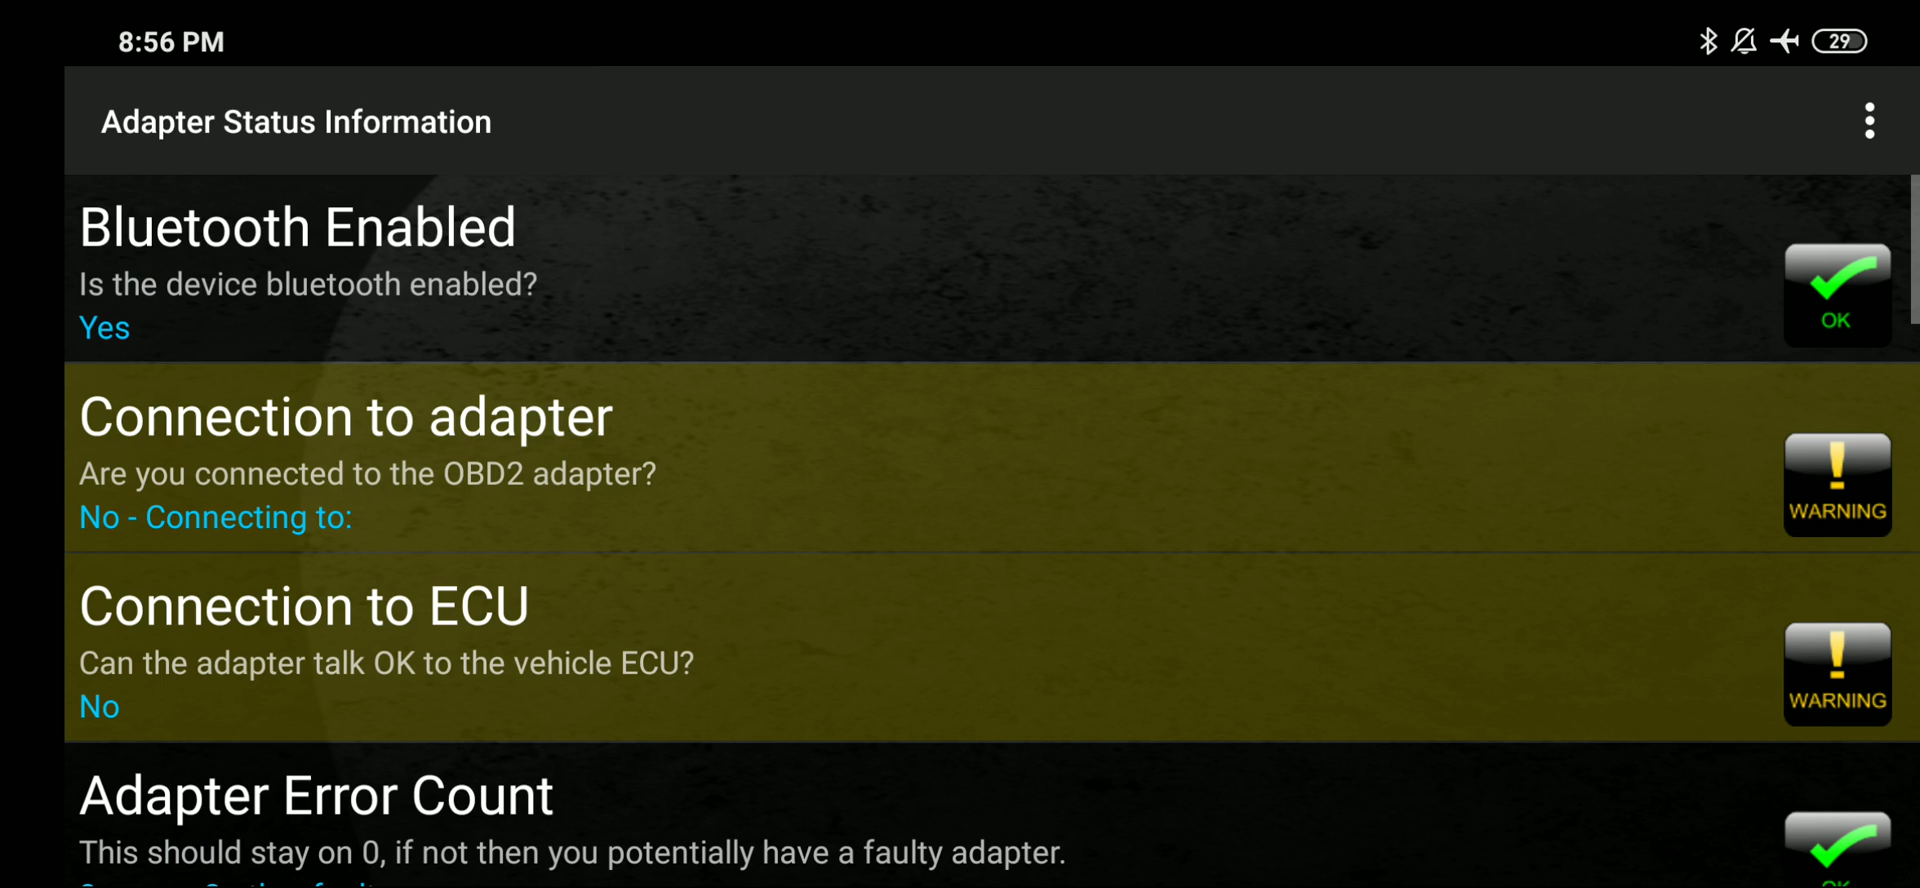 8:56 PM
29
Adapter Status Information
Bluetooth Enabled
Is the device bluetooth enabled?
Yes
OK
Connection to adapter
Are you connected to the OBD2 adapter?
No - Connecting to:
WARNING
Connection to ECU
Can the adapter talk OK to the vehicle ECU?
No
WARNING
Adapter Error Count
This should stay on 0, if not then you potentially have a faulty adapter.